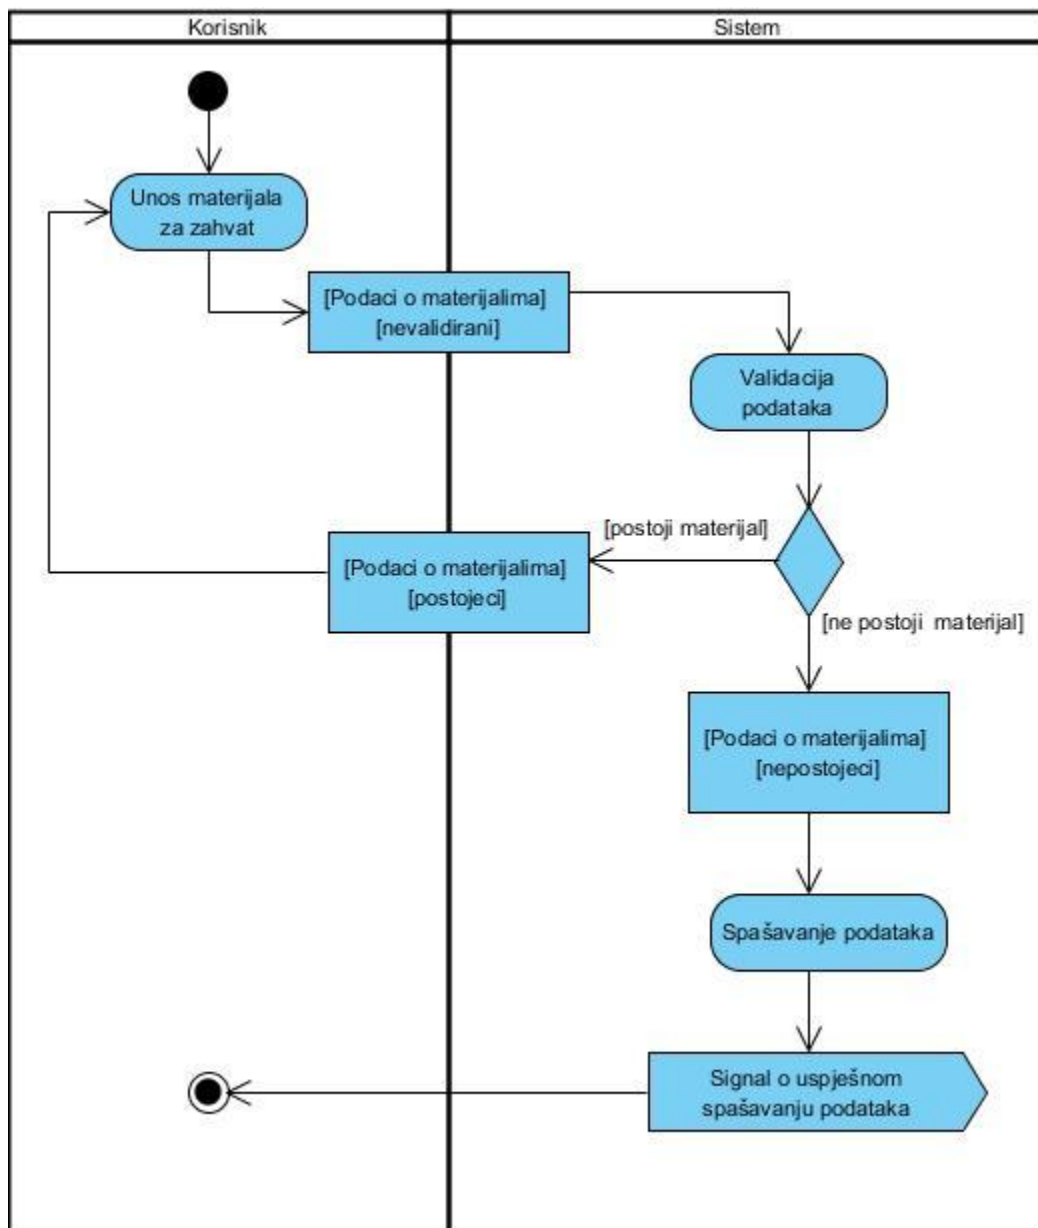 Korisnik
Sistem
Unos materijala
za zahvat
[Podaci o materijalima]
[nevalidirani]
Validacija
podataka
[postoji materijal]
[Podaci o materijalima]
[postojeci]
[ne postoji  materijal]
[Podaci o materijalima]
[nepostojeci]
Spašavanje podataka
Signal o uspješnom
spašavanju podataka